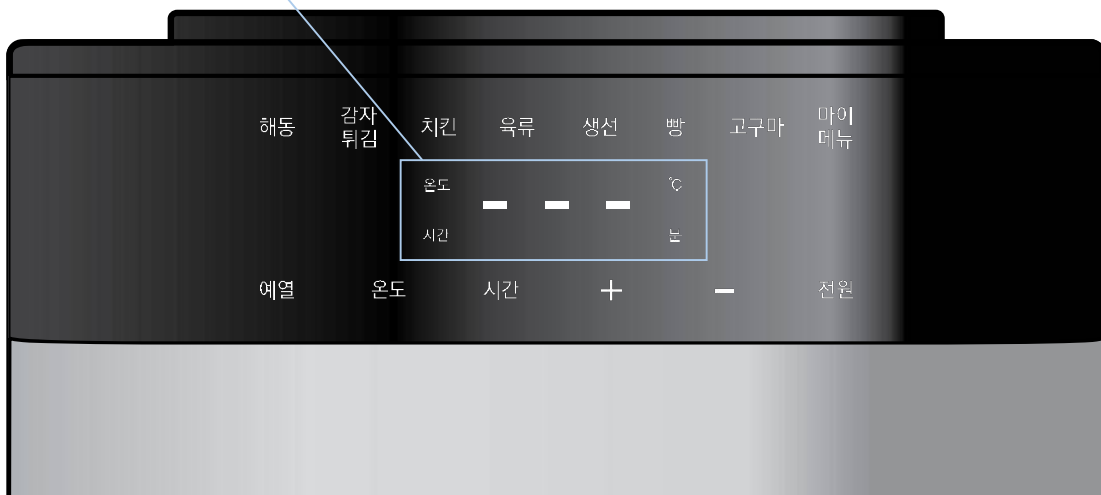 해동 감자튀김 치킨 육류 생선 빵 고구마 마이메뉴
온도 ℃
- - -
시간 분
예열 온도 시간 + - 전원